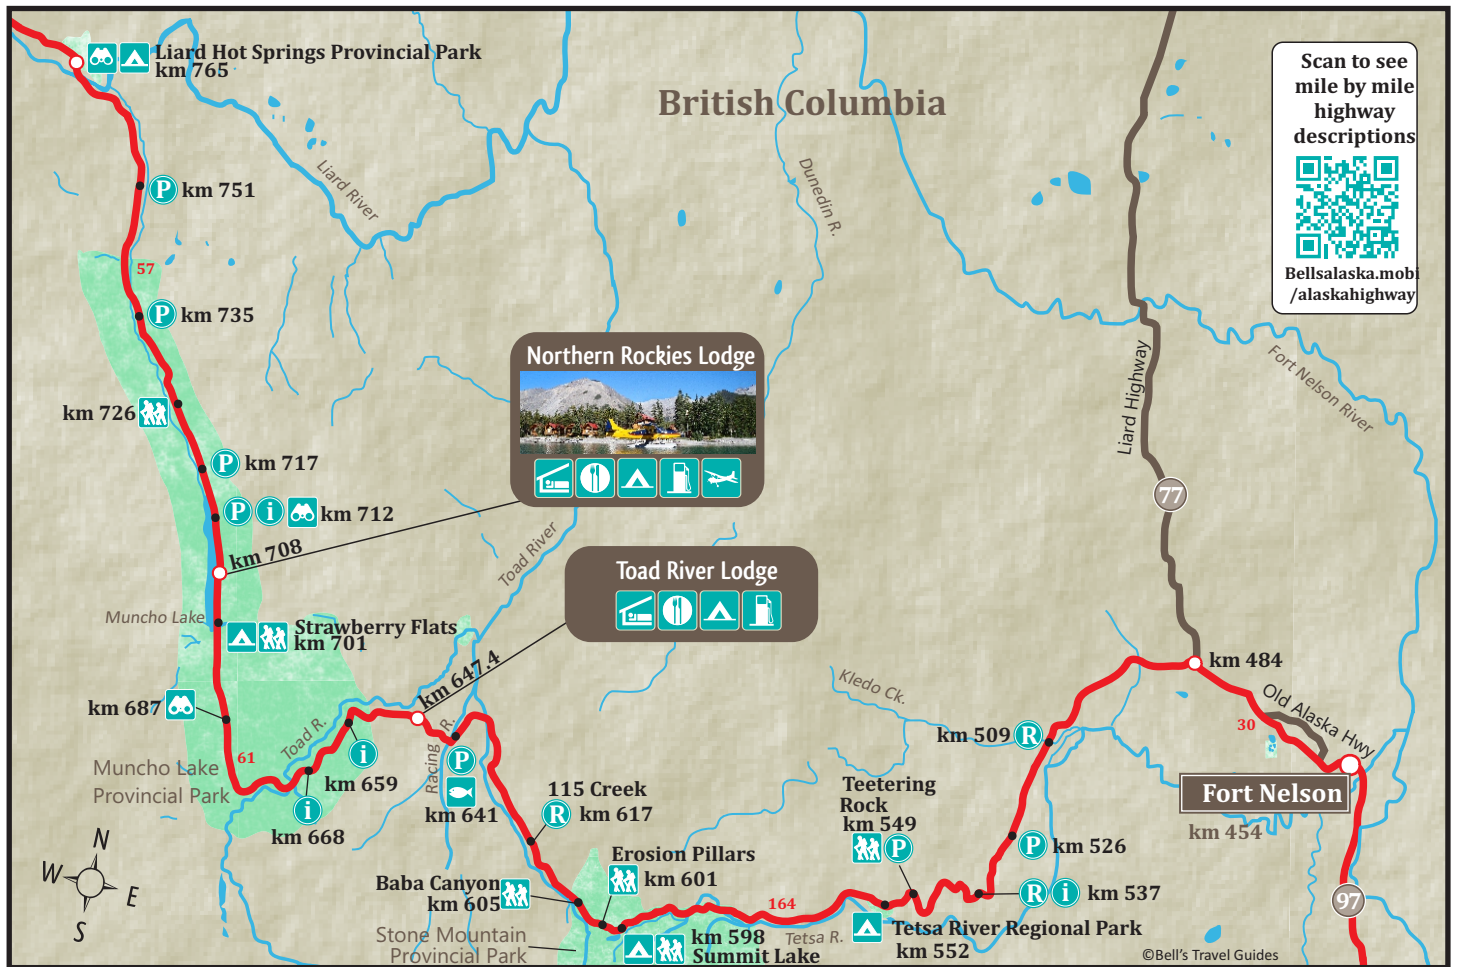 Liard Hot Springs Provincial Park
km 765
British Columbia
Scan to see
mile by mile
highway
descriptions
Bellsalaska.mobi
/alaskahighway
Liard River
Dunedin R.
P km 751
57
P km 735
Northern Rockies Lodge
Liard Highway
Fort Nelson River
km 726
P km 717
77
P i km 712
km 708
Toad River
Toad River Lodge
Muncho Lake
Strawberry Flats
km 701
km 647.4
km 484
Kledo Ck.
Old Alaska Hwy
30
km 687
Toad R.
Racing R.
km 509 R
61
Muncho Lake
Provincial Park
i
km 659
P
km 641
i
km 668
115 Creek
R km 617
Teetering
Rock
km 549
P
Fort Nelson
km 454
P km 526
N
W
E
S
Erosion Pillars
km 601
Baba Canyon
km 605
R i km 537
97
164
Stone Mountain
Provincial Park
km 598
Summit Lake
Tetsa R.
Tetsa River Regional Park
km 552
©Bell's Travel Guides